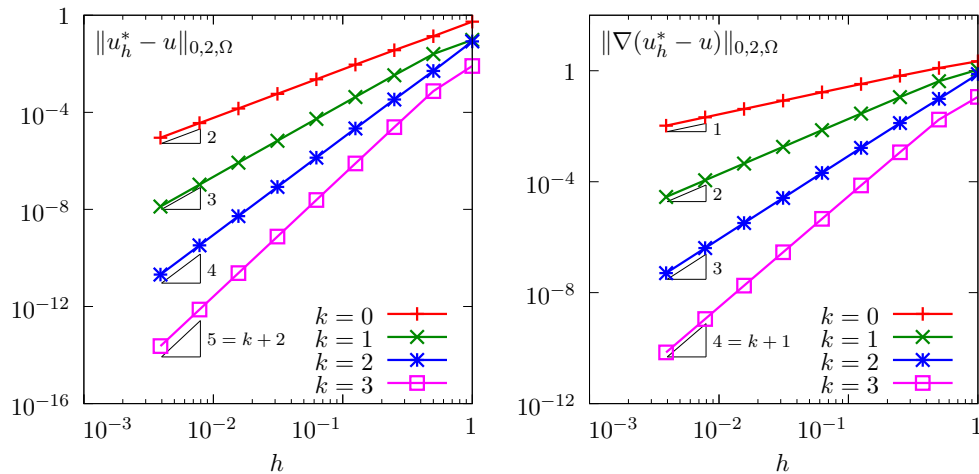 ‖u_h^* − u‖_{0,2,Ω}
1
10^{−4}
10^{−8}
10^{−12}
10^{−16}
2
3
4
5 = k + 2
k = 0
k = 1
k = 2
k = 3
10^{−3}
10^{−2}
10^{−1}
1
h
‖∇(u_h^* − u)‖_{0,2,Ω}
1
10^{−4}
10^{−8}
10^{−12}
1
2
3
4 = k + 1
k = 0
k = 1
k = 2
k = 3
10^{−3}
10^{−2}
10^{−1}
1
h